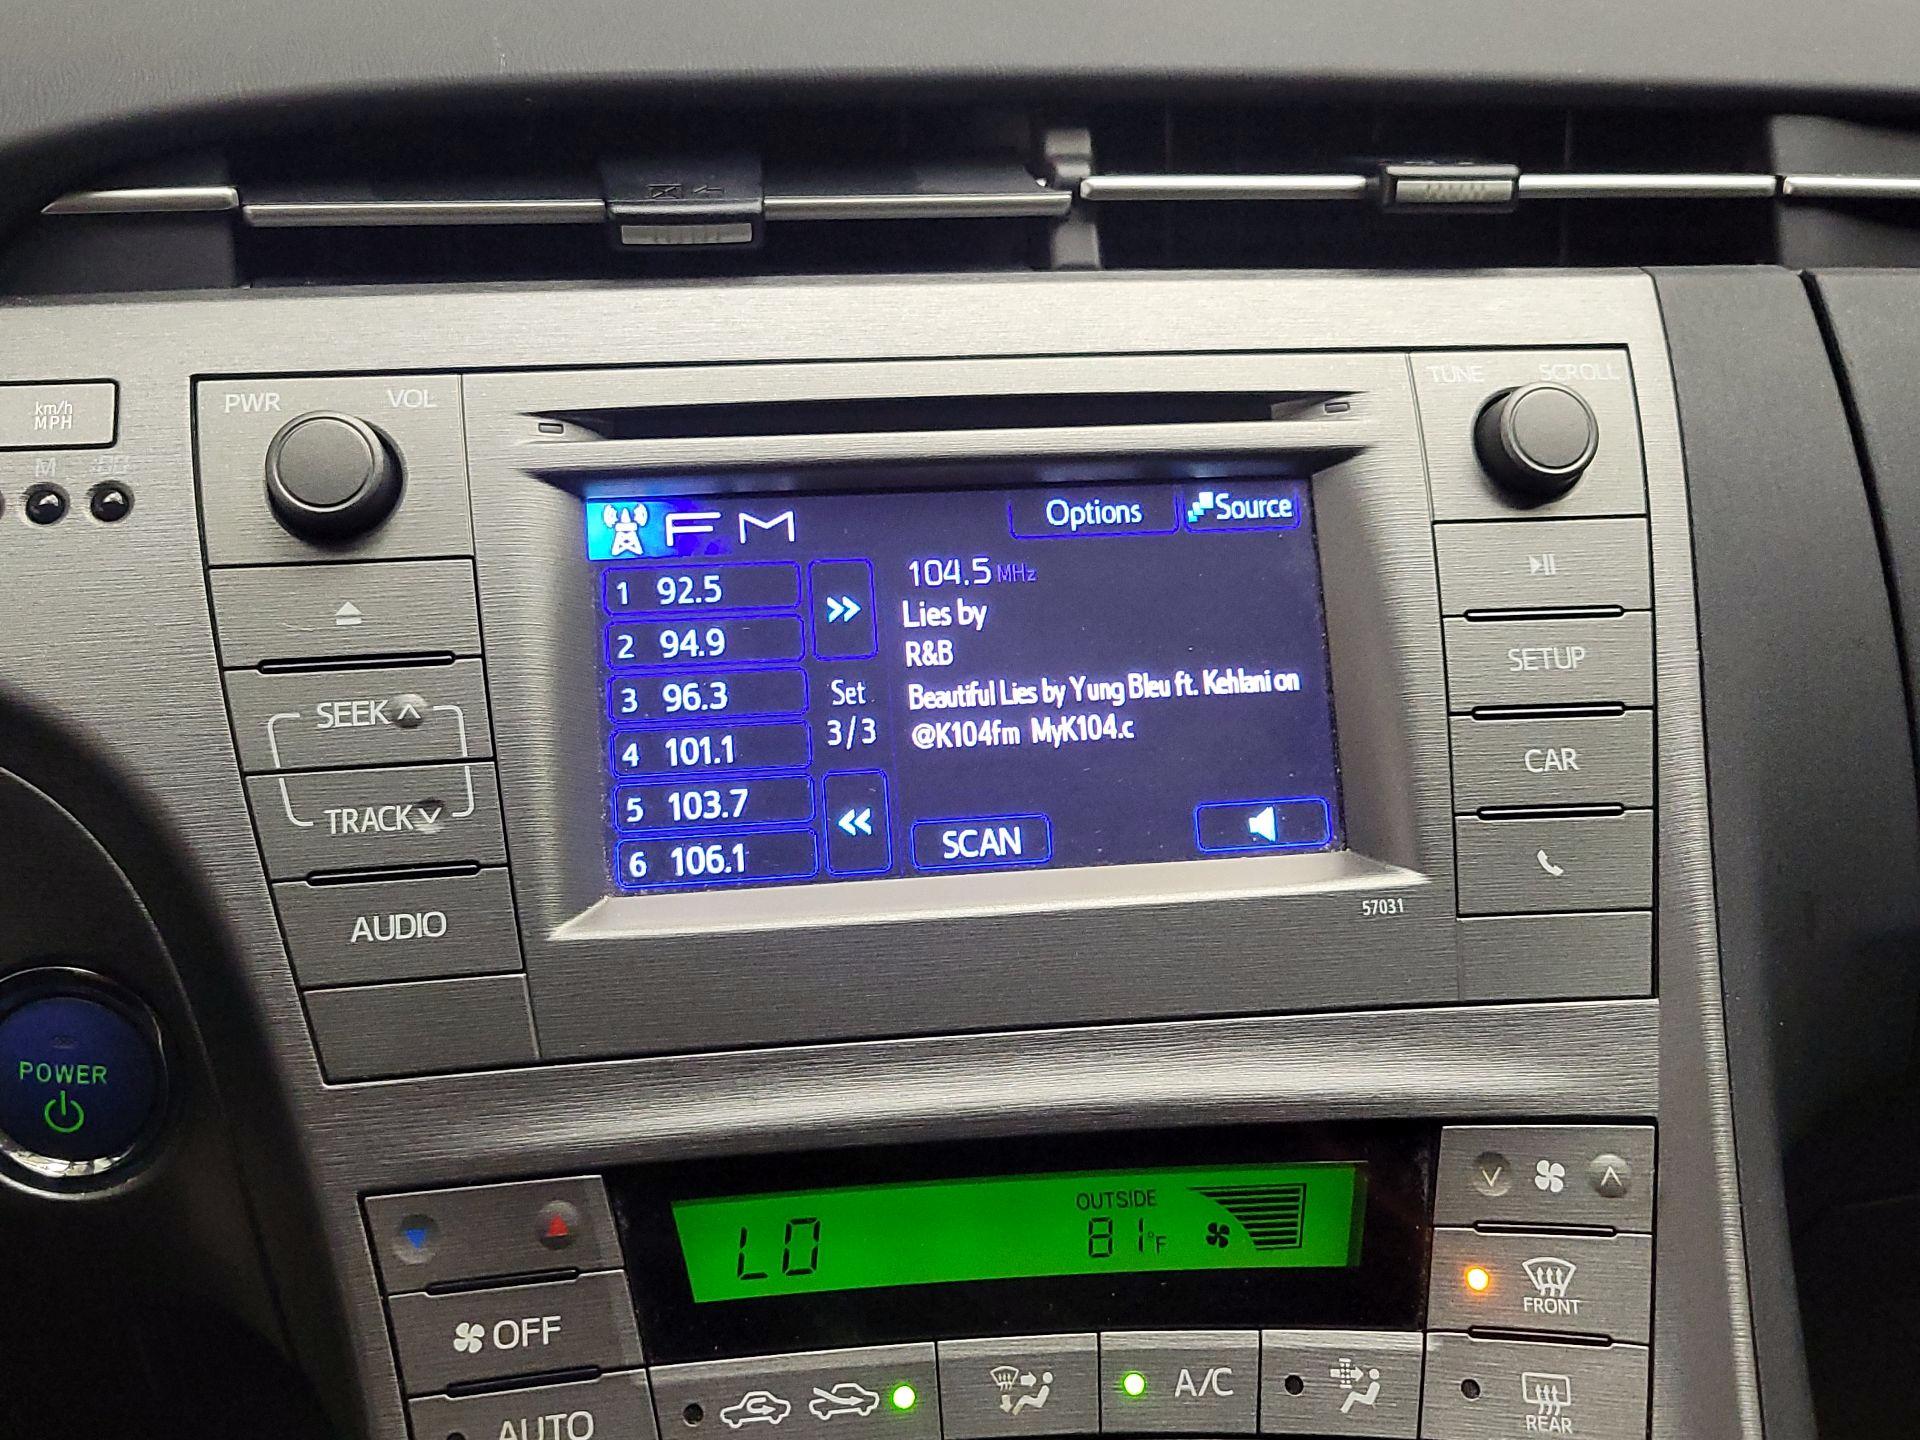 km/h
MPH
PWR VOL
TUNE SCROLL
FM
Options
Source
1 92.5
2 94.9
3 96.3
4 101.1
5 103.7
6 106.1
Set
3/3
104.5 MHz
Lies by
R&B
Beautiful Lies by Yung Bleu ft. Kehlani on
@K104fm MyK104.c
SCAN
57031
SEEK
TRACK
AUDIO
SETUP
CAR
POWER
LO
OUTSIDE
81°F
OFF
AUTO
A/C
FRONT
REAR
M
:00